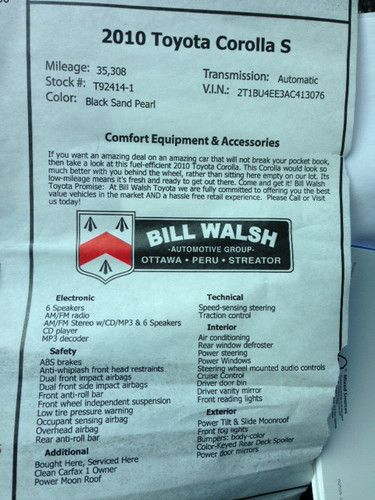 2010 Toyota Corolla S
Mileage: 35,308
Transmission: Automatic
Stock #: T92414-1
V.I.N.: 2T1BU4EE3AC413076
Color: Black Sand Pearl
Comfort Equipment & Accessories
If you want an amazing deal on an amazing car that will not break your pocket book,
then take a look at this fuel-efficient 2010 Toyota Corolla. This Corolla would look so
much better with you behind the wheel, rather than sitting here empty on our lot. Its
low-mileage means it's fresh and ready to get out there. Come and get it! Bill Walsh
Toyota Promise: At Bill Walsh Toyota we are fully committed to offering you the best
value vehicles in the market AND a hassle free retail experience. Please Call or Visit
us today!
BILL WALSH
-AUTOMOTIVE GROUP-
OTTAWA • PERU • STREATOR
Electronic
6 Speakers
AM/FM radio
AM/FM Stereo w/CD/MP3 & 6 Speakers
CD player
MP3 decoder
Safety
ABS brakes
Anti-whiplash front head restraints
Dual front impact airbags
Dual front side impact airbags
Front anti-roll bar
Front wheel independent suspension
Low tire pressure warning
Occupant sensing airbag
Overhead airbag
Rear anti-roll bar
Additional
Bought Here, Serviced Here
Clean Carfax 1 Owner
Power Moon Roof
Technical
Speed-sensing steering
Traction control
Interior
Air conditioning
Rear window defroster
Power steering
Power Windows
Steering wheel mounted audio controls
Cruise Control
Driver door bin
Driver vanity mirror
Front reading lights
Exterior
Power Tilt & Slide Moonroof
Front fog lights
Bumpers: body-color
Color-Keyed Rear Deck Spoiler
Power door mirrors